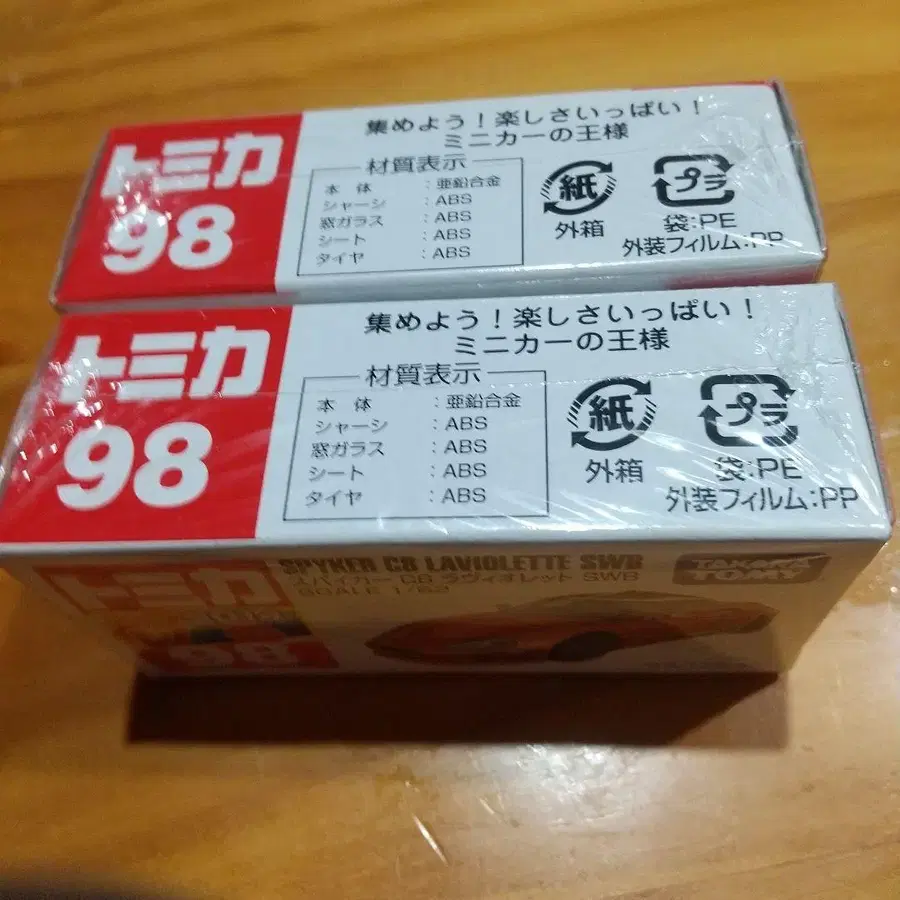 トミカ
98
集めよう！楽しさいっぱい！
ミニカーの王様
材質表示
本体：亜鉛合金
シャーシ：ABS
窓ガラス：ABS
シート：ABS
タイヤ：ABS
紙
外箱
プラ
袋:PE
外装フィルム:PP
トミカ
98
集めよう！楽しさいっぱい！
ミニカーの王様
材質表示
本体：亜鉛合金
シャーシ：ABS
窓ガラス：ABS
シート：ABS
タイヤ：ABS
紙
外箱
プラ
袋:PE
外装フィルム:PP
トミカ
98
SPYKER C8 LAVIOLETTE SWB
スパイカー C8 ラヴィオレット SWB
SCALE 1/62
TAKARA
TOMY